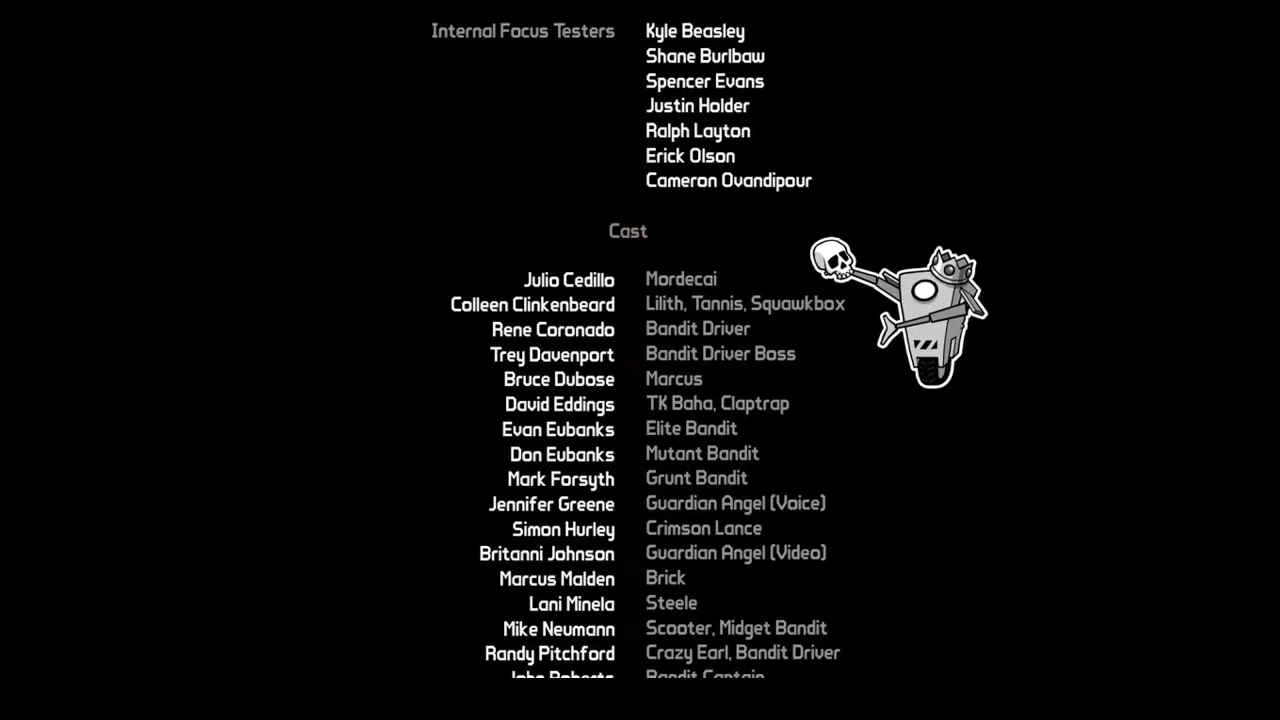 Internal Focus Testers Kyle Beasley
Shane Burlbaw
Spencer Evans
Justin Holder
Ralph Layton
Erick Olson
Cameron Ovandipour
Cast
Julio Cedillo Mordecai
Colleen Clinkenbeard Lilith, Tannis, Squawkbox
Rene Coronado Bandit Driver
Trey Davenport Bandit Driver Boss
Bruce Dubose Marcus
David Eddings TK Baha, Claptrap
Evan Eubanks Elite Bandit
Don Eubanks Mutant Bandit
Mark Forsyth Grunt Bandit
Jennifer Greene Guardian Angel (Voice)
Simon Hurley Crimson Lance
Britanni Johnson Guardian Angel (Video)
Marcus Malden Brick
Lani Minela Steele
Mike Neumann Scooter, Midget Bandit
Randy Pitchford Crazy Earl, Bandit Driver
John Roberts Bandit Captain